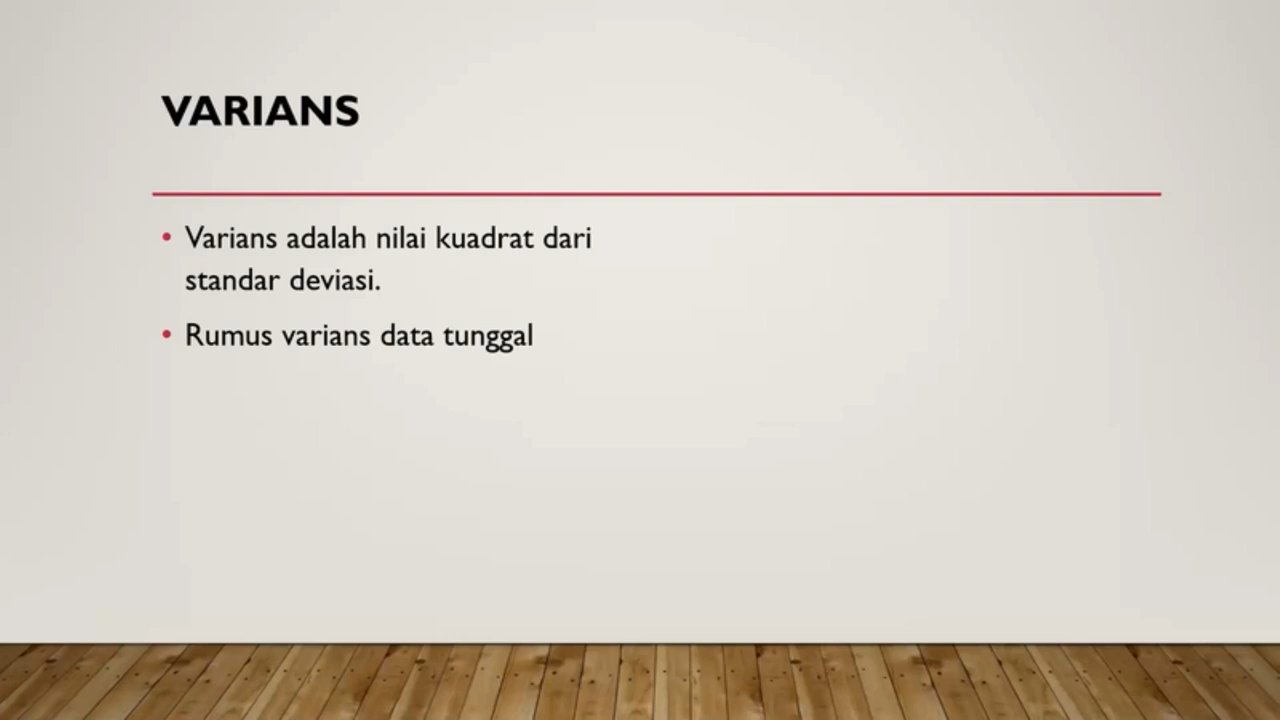 VARIANS
• Varians adalah nilai kuadrat dari
standar deviasi.
• Rumus varians data tunggal